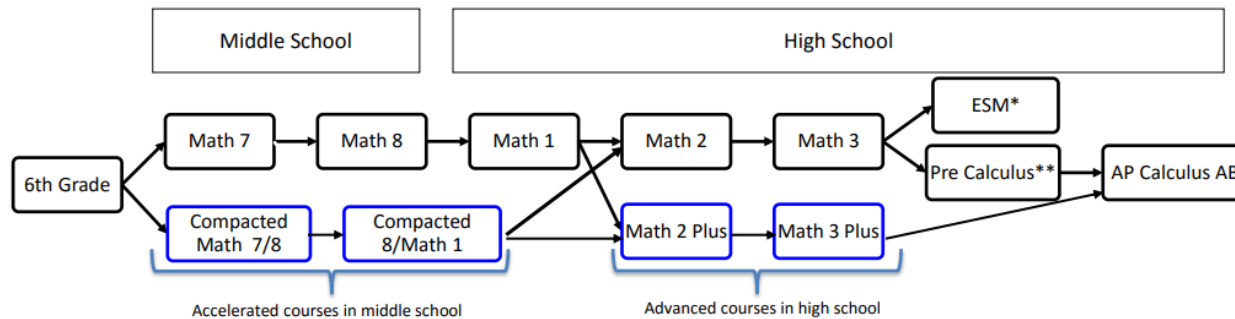 Middle School
High School
ESM*
Math 7
Math 8
Math 1
Math 2
Math 3
6th Grade
Pre Calculus**
AP Calculus AB
Compacted
Math 7/8
Compacted
8/Math 1
Math 2 Plus
Math 3 Plus
Accelerated courses in middle school
Advanced courses in high school